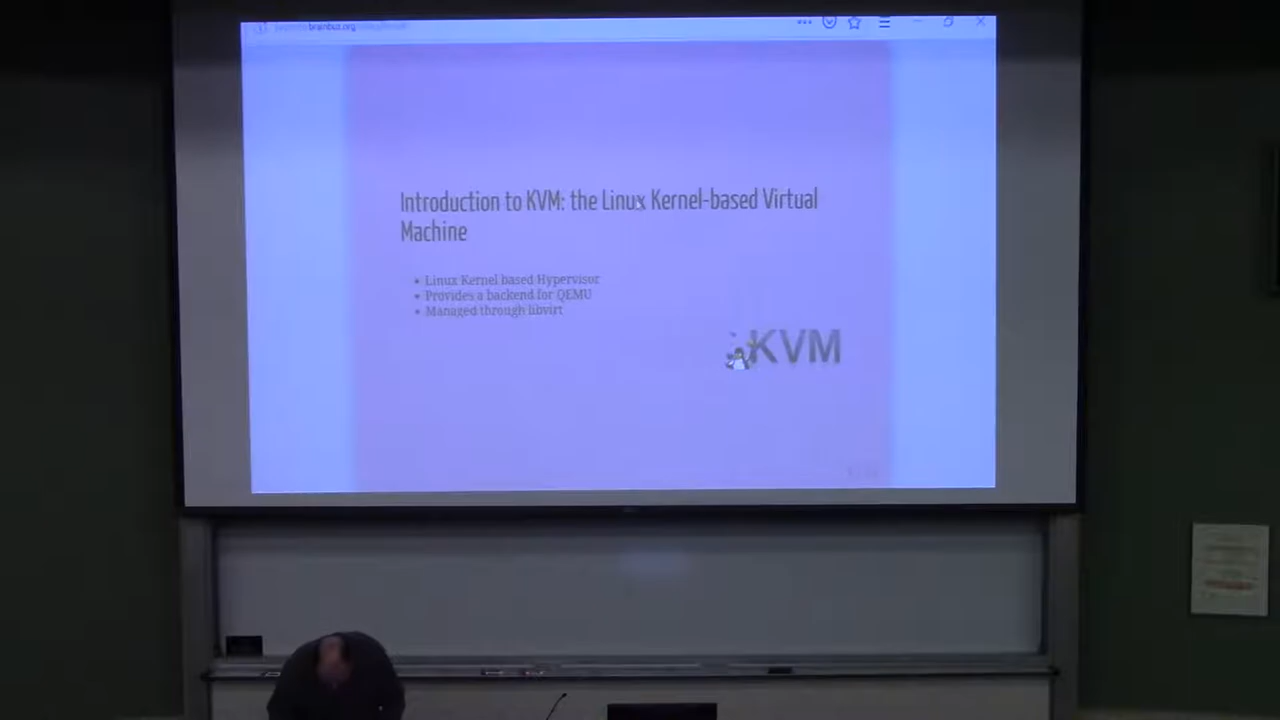 Introduction to KVM: the Linux Kernel-based Virtual
Machine
Linux Kernel based Hypervisor
Provides a backend for QEMU
Managed through libvirt
KVM